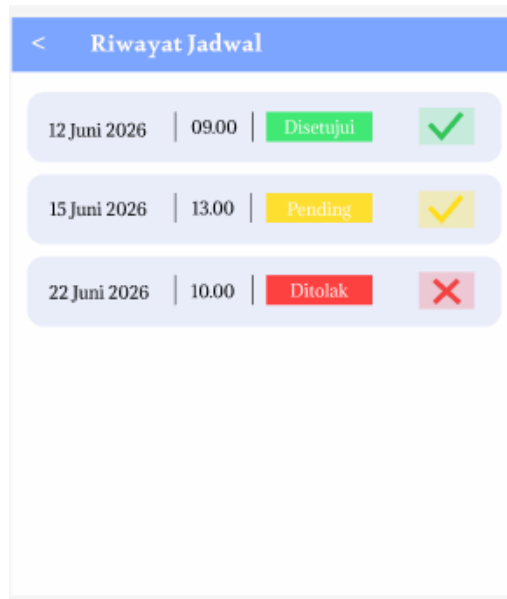 < Riwayat Jadwal
12 Juni 2026 | 09.00 | Disetujui
15 Juni 2026 | 13.00 | Pending
22 Juni 2026 | 10.00 | Ditolak